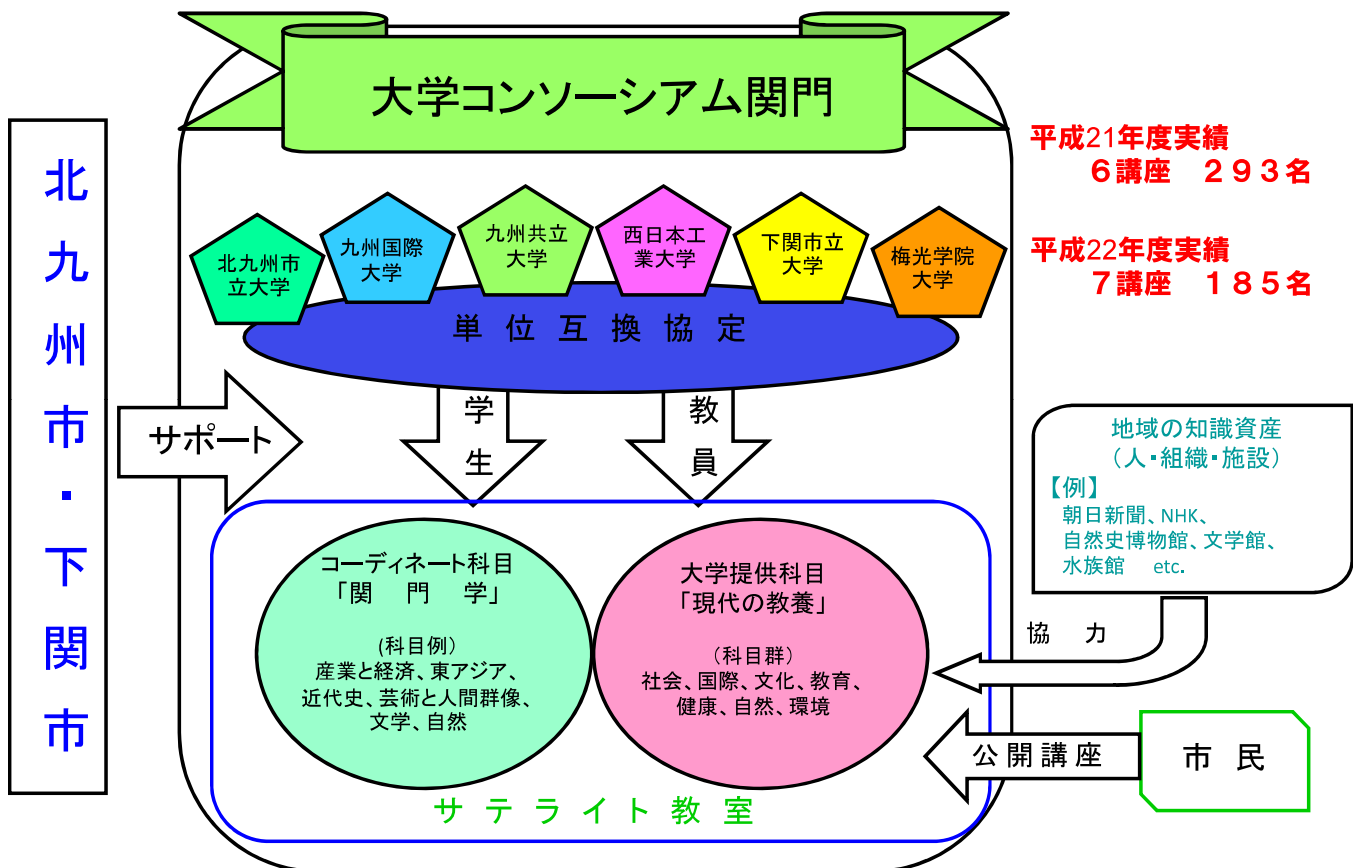 大学コンソーシアム関門
北九州市・下関市
平成21年度実績
６講座　２９３名
平成22年度実績
７講座　１８５名
北九州市
立大学
九州国際
大学
九州共立
大学
西日本工
業大学
下関市立
大学
梅光学院
大学
単位互換協定
サポート
学生
教員
地域の知識資産
（人・組織・施設）
【例】
朝日新聞、NHK、
自然史博物館、文学館、
水族館　etc.
コーディネート科目
「関　門　学」
(科目例)
産業と経済、東アジア、
近代史、芸術と人間群像、
文学、自然
大学提供科目
「現代の教養」
（科目群）
社会、国際、文化、教育、
健康、自然、環境
協　力
公開講座
市　民
サテライト教室